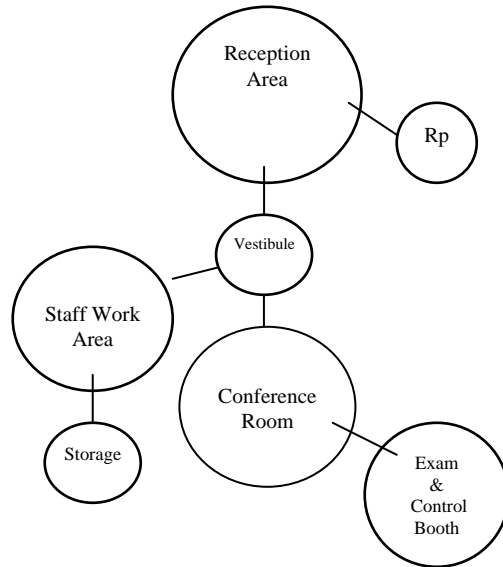 Reception
Area
Rp
Vestibule
Staff Work
Area
Conference
Room
Storage
Exam
&
Control
Booth